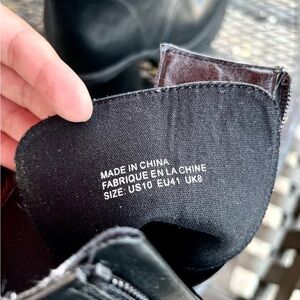 MADE IN CHINA
FABRIQUE EN LA CHINE
SIZE: US10 EU41 UK8